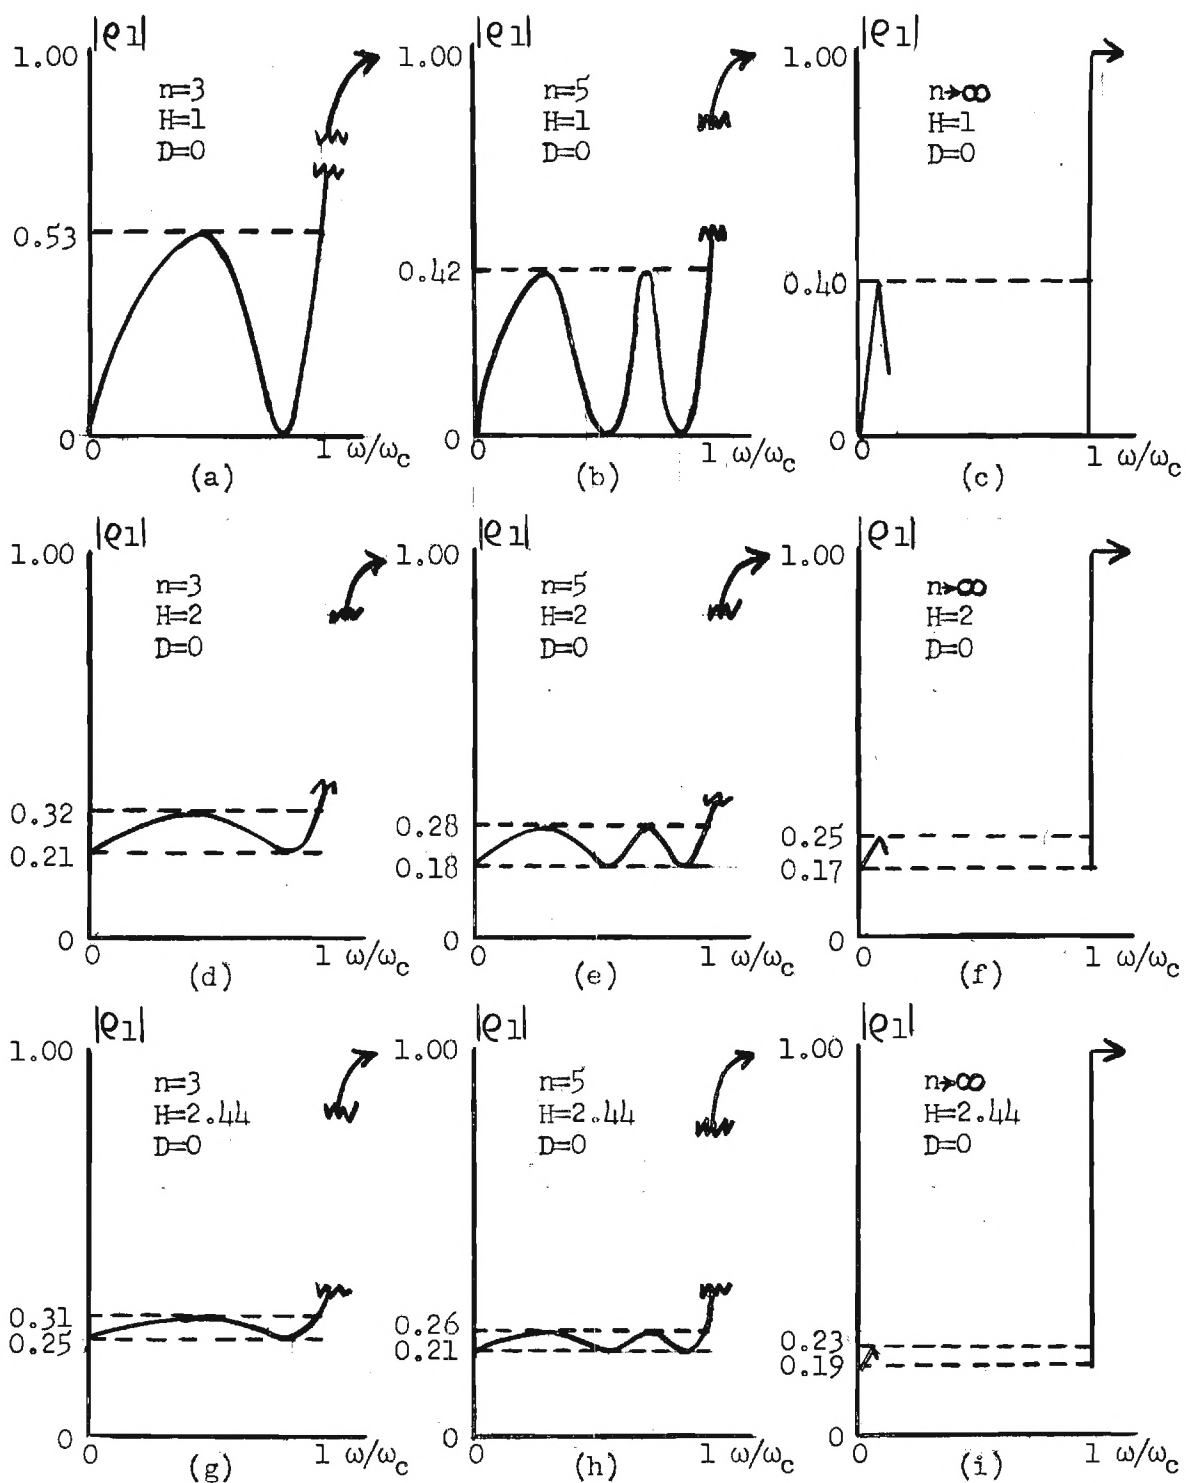 |ρ1|
1.00
n=3
H=1
D=0
0.53
0
0
1 ω/ωc
(a)
|ρ1|
1.00
n=5
H=1
D=0
0.42
0
0
1 ω/ωc
(b)
|ρ1|
1.00
n→∞
H=1
D=0
0.40
0
0
1 ω/ωc
(c)
|ρ1|
1.00
n=3
H=2
D=0
0.32
0.21
0
0
1 ω/ωc
(d)
|ρ1|
1.00
n=5
H=2
D=0
0.28
0.18
0
0
1 ω/ωc
(e)
|ρ1|
1.00
n→∞
H=2
D=0
0.25
0.17
0
0
1 ω/ωc
(f)
|ρ1|
1.00
n=3
H=2.44
D=0
0.31
0.25
0
0
1 ω/ωc
(g)
|ρ1|
1.00
n=5
H=2.44
D=0
0.26
0.21
0
0
1 ω/ωc
(h)
|ρ1|
1.00
n→∞
H=2.44
D=0
0.23
0.19
0
0
1 ω/ωc
(i)